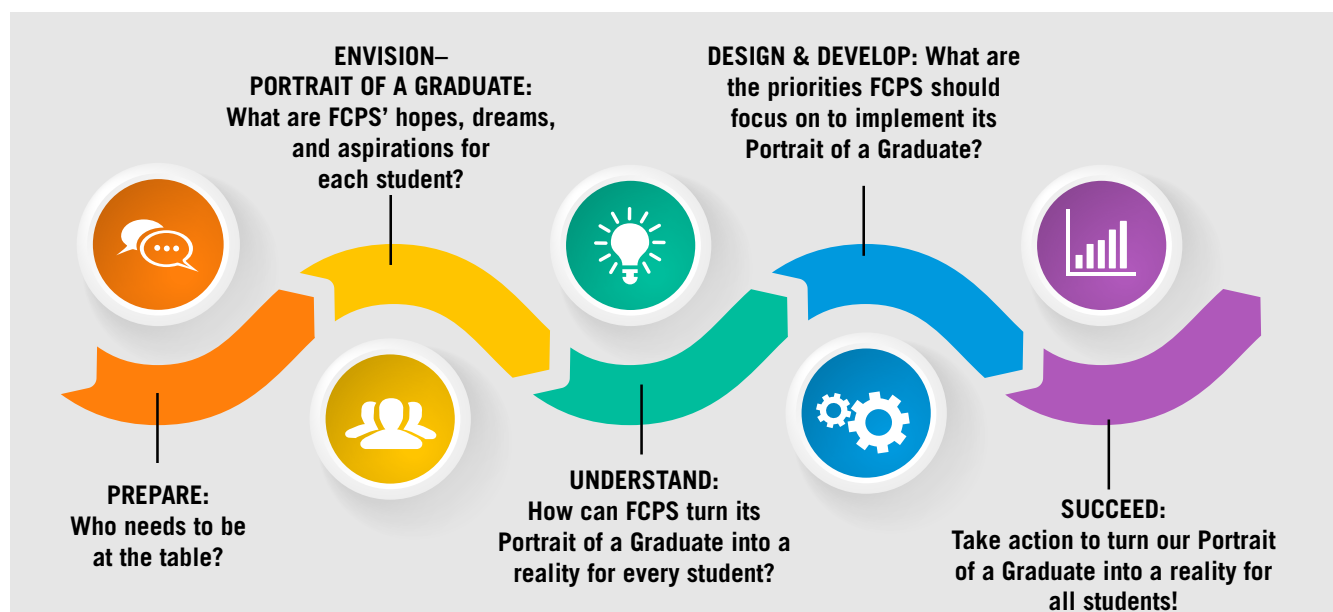 PREPARE:
Who needs to be
at the table?
ENVISION–
PORTRAIT OF A GRADUATE:
What are FCPS’ hopes, dreams,
and aspirations for
each student?
UNDERSTAND:
How can FCPS turn its
Portrait of a Graduate into a
reality for every student?
DESIGN & DEVELOP: What are
the priorities FCPS should
focus on to implement its
Portrait of a Graduate?
SUCCEED:
Take action to turn our Portrait
of a Graduate into a reality for
all students!